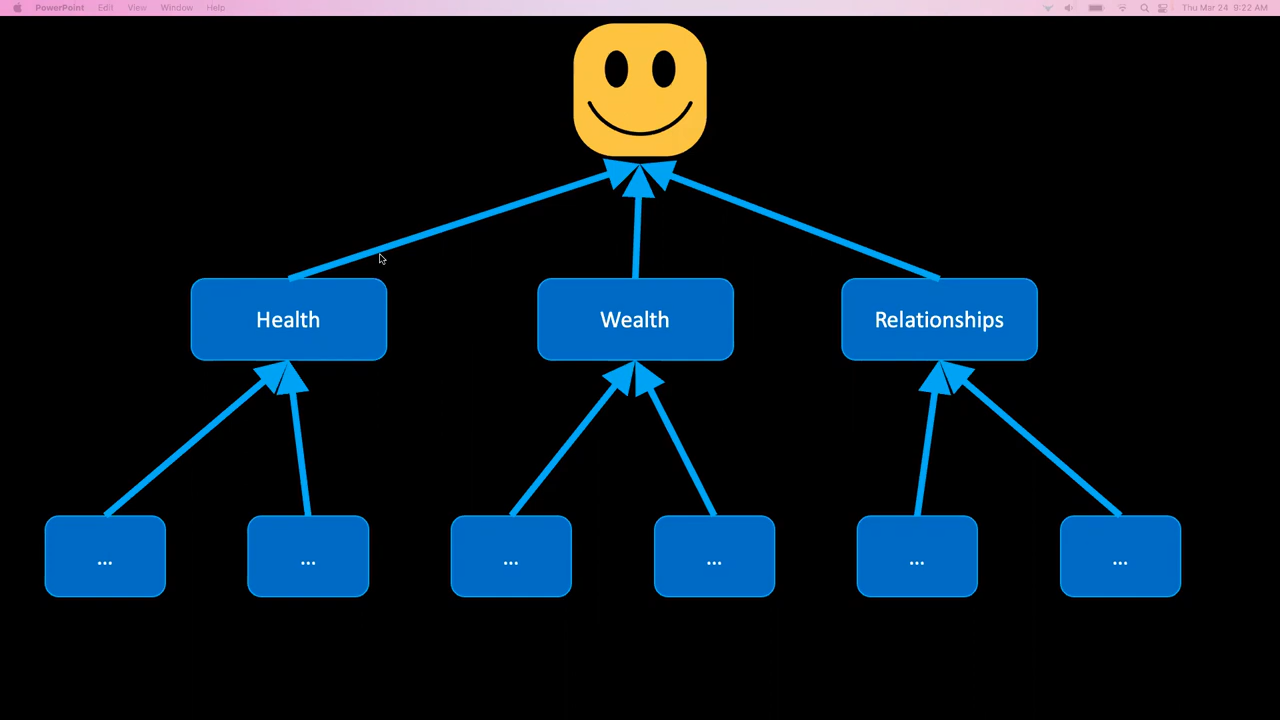 PowerPoint Edit View Window Help Thu Mar 24 9:22 AM
Health Wealth Relationships
... ... ... ... ... ...